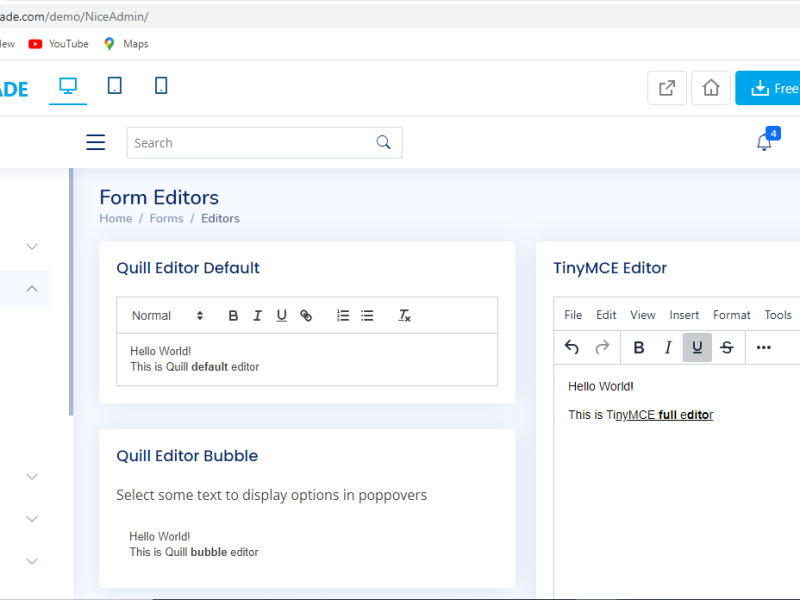 ade.com/demo/NiceAdmin/
YouTube
Maps
ADE
Free
Search
4
Form Editors
Home / Forms / Editors
Quill Editor Default
Normal B I U
Hello World!
This is Quill default editor
Quill Editor Bubble
Select some text to display options in poppovers
Hello World!
This is Quill bubble editor
TinyMCE Editor
File Edit View Insert Format Tools
B I U S
Hello World!
This is TinyMCE full editor